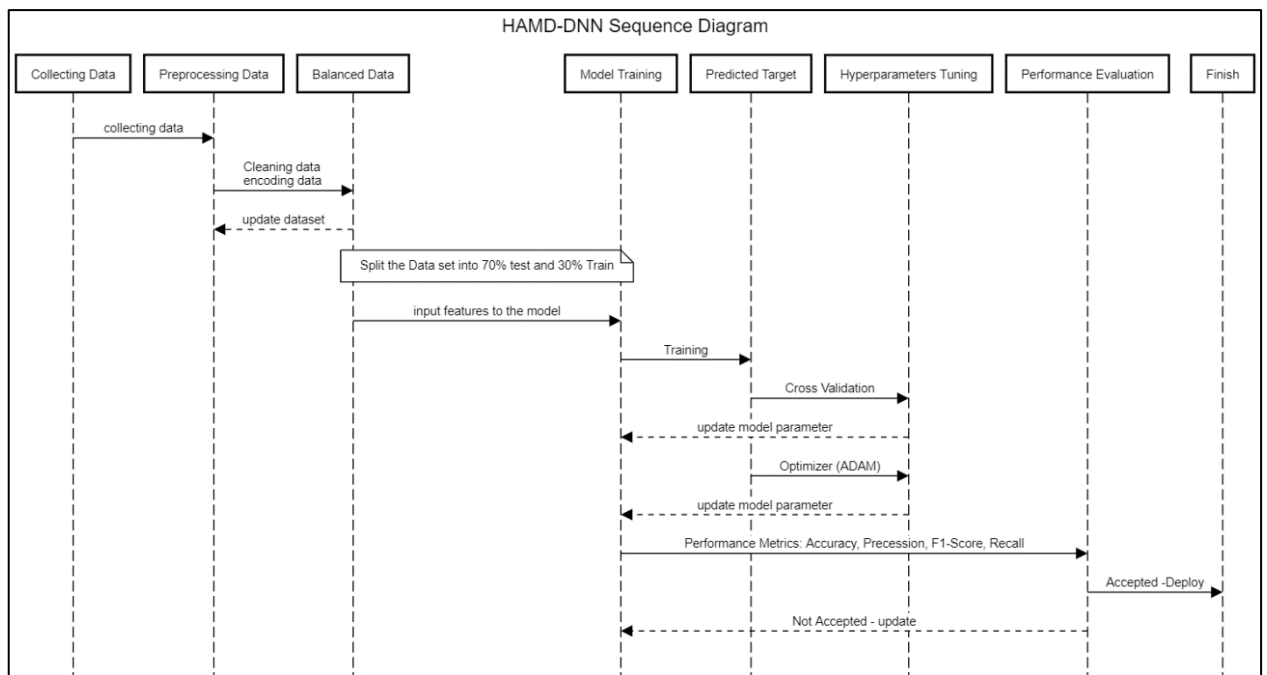 HAMD-DNN Sequence Diagram
Collecting Data
Preprocessing Data
Balanced Data
Model Training
Predicted Target
Hyperparameters Tuning
Performance Evaluation
Finish
collecting data
Cleaning data
encoding data
update dataset
Split the Data set into 70% test and 30% Train
input features to the model
Training
Cross Validation
update model parameter
Optimizer (ADAM)
update model parameter
Performance Metrics: Accuracy, Precession, F1-Score, Recall
Accepted -Deploy
Not Accepted - update